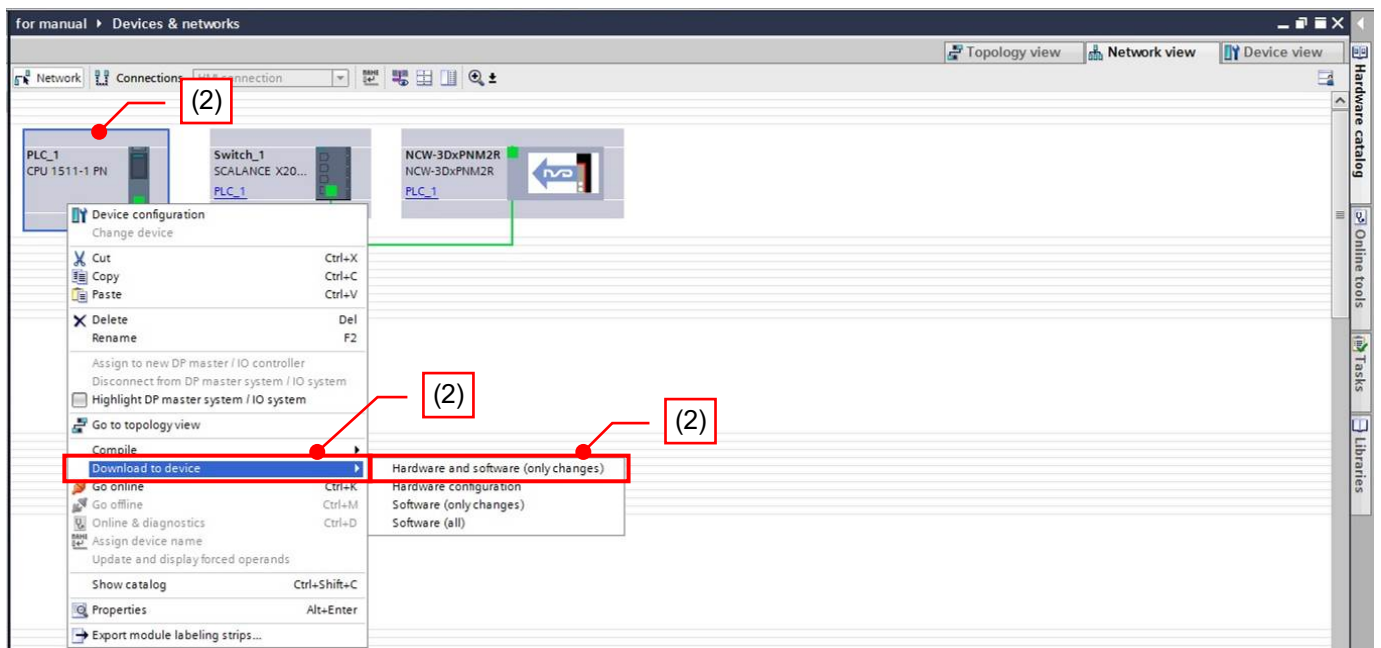 for manual ▸ Devices & networks
Topology view Network view Device view
Network Connections HMI connection
(2)
PLC_1
CPU 1511-1 PN
Switch_1
SCALANCE X20...
PLC_1
NCW-3DxPNM2R
NCW-3DxPNM2R
PLC_1
Device configuration
Change device
Cut Ctrl+X
Copy Ctrl+C
Paste Ctrl+V
Delete Del
Rename F2
Assign to new DP master / IO controller
Disconnect from DP master system / IO system
Highlight DP master system / IO system
(2)
(2)
Go to topology view
Compile
Download to device
Hardware and software (only changes)
Go online Ctrl+K
Hardware configuration
Go offline Ctrl+M
Software (only changes)
Online & diagnostics Ctrl+D
Software (all)
Assign device name
Update and display forced operands
Show catalog Ctrl+Shift+C
Properties Alt+Enter
Export module labeling strips...
Hardware catalog
Online tools
Tasks
Libraries